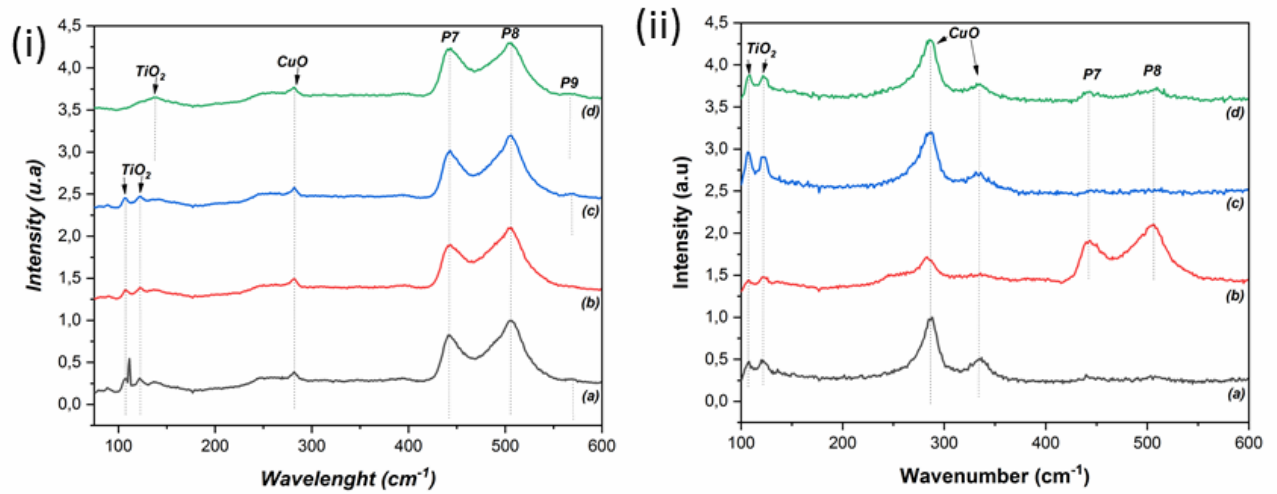 (i)
4,5
4,0
3,5
3,0
2,5
2,0
1,5
1,0
0,5
0,0
Intensity (u.a)
TiO2
CuO
P7
P8
P9
(d)
TiO2
(c)
(b)
(a)
100 200 300 400 500 600
Wavelenght (cm-1)
(ii)
4,5
4,0
3,5
3,0
2,5
2,0
1,5
1,0
0,5
0,0
Intensity (a.u)
TiO2
CuO
P7
P8
(d)
(c)
(b)
(a)
100 200 300 400 500 600
Wavenumber (cm-1)